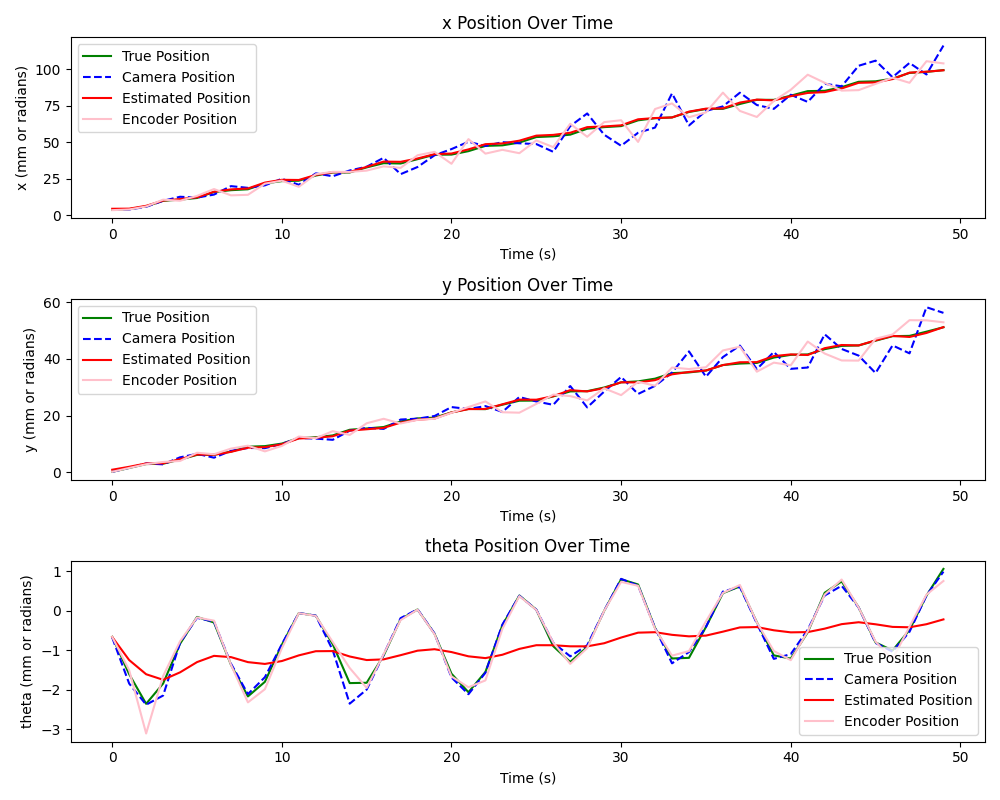 x Position Over Time
x (mm or radians)
100
75
50
25
0
True Position
Camera Position
Estimated Position
Encoder Position
0 10 20 30 40 50
Time (s)
y Position Over Time
y (mm or radians)
60
40
20
0
True Position
Camera Position
Estimated Position
Encoder Position
0 10 20 30 40 50
Time (s)
theta Position Over Time
theta (mm or radians)
1
0
−1
−2
−3
True Position
Camera Position
Estimated Position
Encoder Position
0 10 20 30 40 50
Time (s)